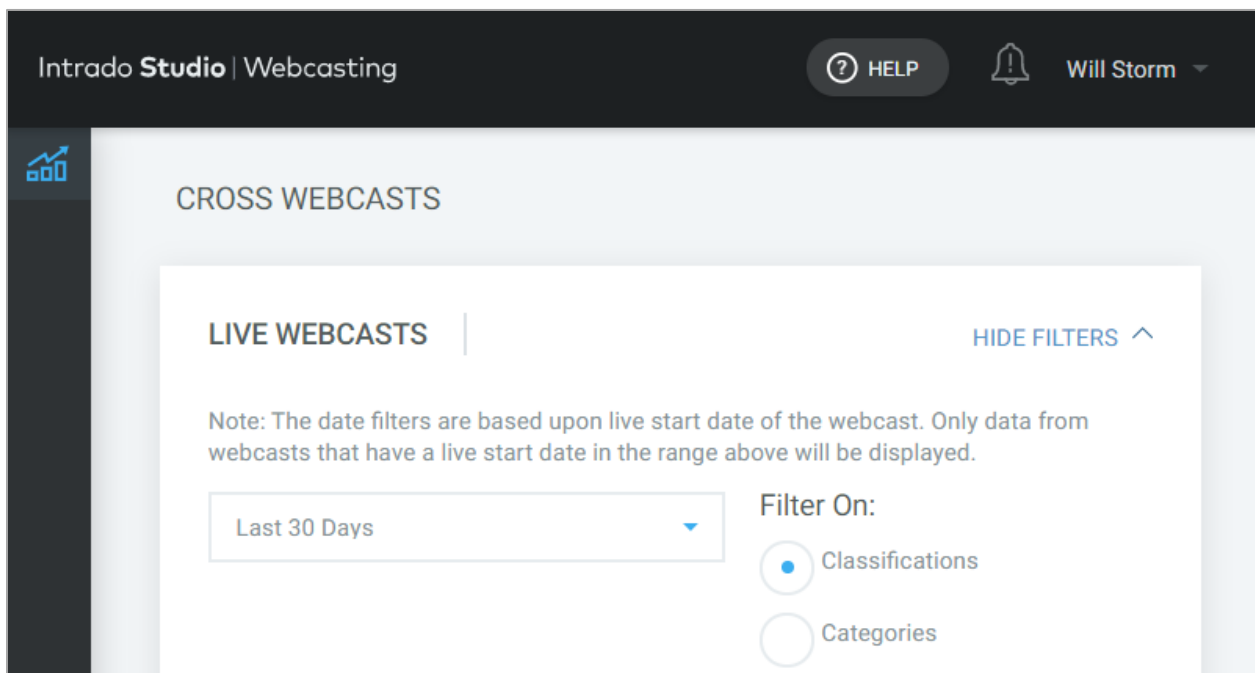 Intrado Studio | Webcasting
? HELP
Will Storm
CROSS WEBCASTS
LIVE WEBCASTS
HIDE FILTERS
Note: The date filters are based upon live start date of the webcast. Only data from
webcasts that have a live start date in the range above will be displayed.
Last 30 Days
Filter On:
Classifications
Categories